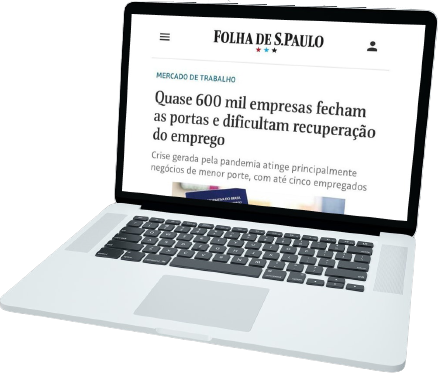 FOLHA DE S.PAULO
MERCADO DE TRABALHO
Quase 600 mil empresas fecham
as portas e dificultam recuperação
do emprego
Crise gerada pela pandemia atinge principalmente
negócios de menor porte, com até cinco empregados